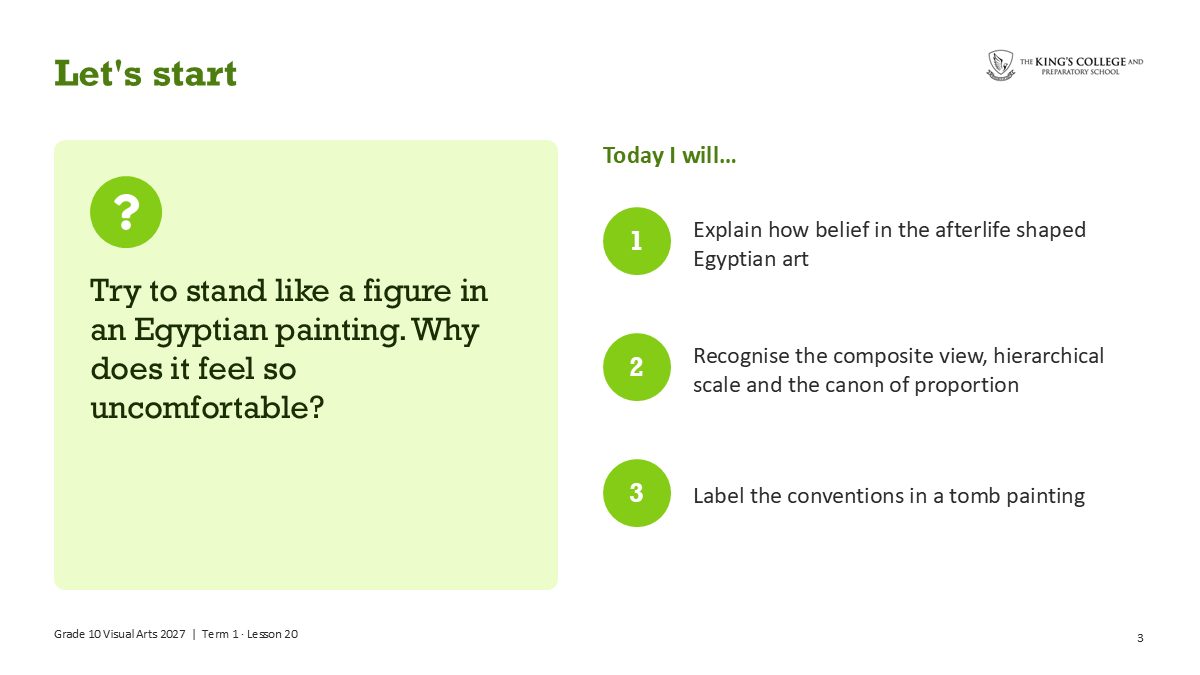 Let's start
THE KING'S COLLEGE AND
PREPARATORY SCHOOL
?
Try to stand like a figure in
an Egyptian painting. Why
does it feel so
uncomfortable?
Today I will...
1
Explain how belief in the afterlife shaped
Egyptian art
2
Recognise the composite view, hierarchical
scale and the canon of proportion
3
Label the conventions in a tomb painting
Grade 10 Visual Arts 2027 | Term 1 · Lesson 20
3